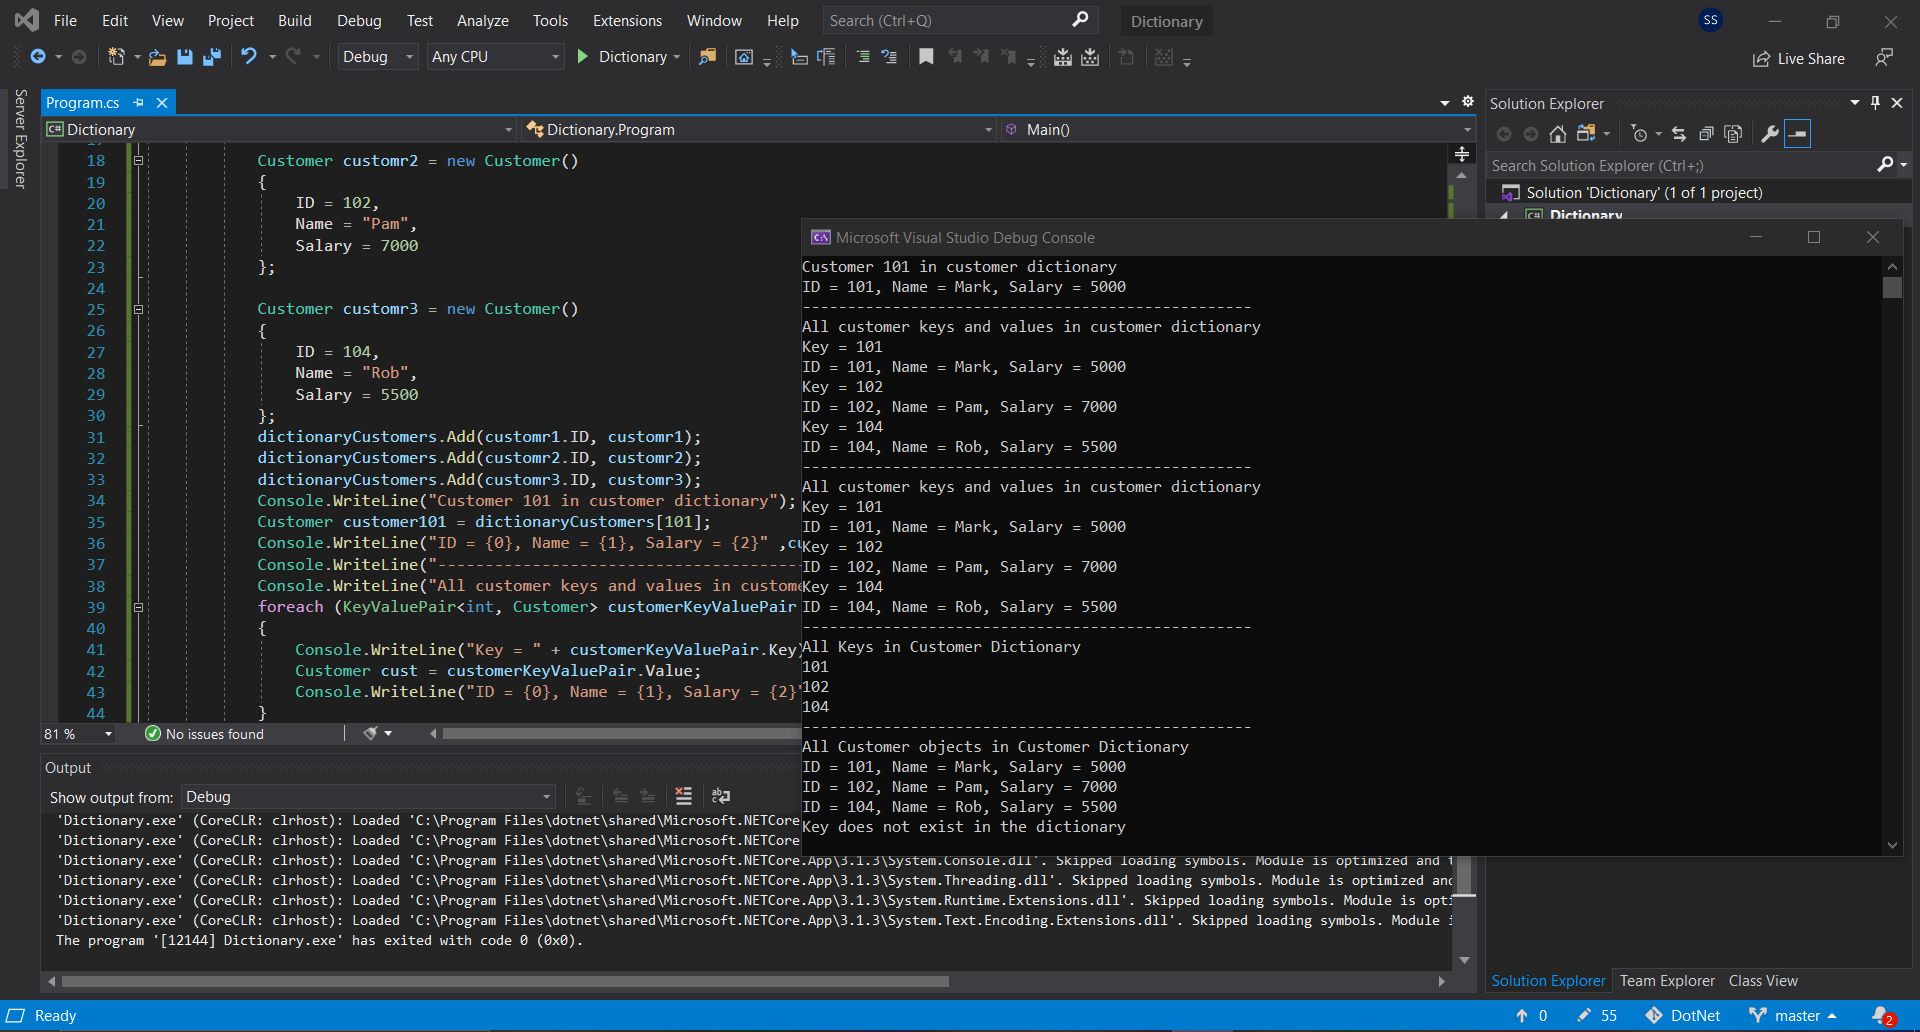 File Edit View Project Build Debug Test Analyze Tools Extensions Window Help Search (Ctrl+Q) Dictionary SS
Debug Any CPU Dictionary Live Share
Server Explorer
Program.cs
Dictionary Dictionary.Program Main()
18 Customer customr2 = new Customer()
19 {
20 ID = 102,
21 Name = "Pam",
22 Salary = 7000
23 };
24
25 Customer customr3 = new Customer()
26 {
27 ID = 104,
28 Name = "Rob",
29 Salary = 5500
30 };
31 dictionaryCustomers.Add(customr1.ID, customr1);
32 dictionaryCustomers.Add(customr2.ID, customr2);
33 dictionaryCustomers.Add(customr3.ID, customr3);
34 Console.WriteLine("Customer 101 in customer dictionary");
35 Customer customer101 = dictionaryCustomers[101];
36 Console.WriteLine("ID = {0}, Name = {1}, Salary = {2}" ,cu
37 Console.WriteLine("---------------------------------------
38 Console.WriteLine("All customer keys and values in custome
39 foreach (KeyValuePair<int, Customer> customerKeyValuePair
40 {
41 Console.WriteLine("Key = " + customerKeyValuePair.Key)
42 Customer cust = customerKeyValuePair.Value;
43 Console.WriteLine("ID = {0}, Name = {1}, Salary = {2}"
44 }
81 % No issues found
Output
Show output from: Debug
'Dictionary.exe' (CoreCLR: clrhost): Loaded 'C:\Program Files\dotnet\shared\Microsoft.NETCore
'Dictionary.exe' (CoreCLR: clrhost): Loaded 'C:\Program Files\dotnet\shared\Microsoft.NETCore
'Dictionary.exe' (CoreCLR: clrhost): Loaded 'C:\Program Files\dotnet\shared\Microsoft.NETCore.App\3.1.3\System.Console.dll'. Skipped loading symbols. Module is optimized and t
'Dictionary.exe' (CoreCLR: clrhost): Loaded 'C:\Program Files\dotnet\shared\Microsoft.NETCore.App\3.1.3\System.Threading.dll'. Skipped loading symbols. Module is optimized and
'Dictionary.exe' (CoreCLR: clrhost): Loaded 'C:\Program Files\dotnet\shared\Microsoft.NETCore.App\3.1.3\System.Runtime.Extensions.dll'. Skipped loading symbols. Module is opti
'Dictionary.exe' (CoreCLR: clrhost): Loaded 'C:\Program Files\dotnet\shared\Microsoft.NETCore.App\3.1.3\System.Text.Encoding.Extensions.dll'. Skipped loading symbols. Module i
The program '[12144] Dictionary.exe' has exited with code 0 (0x0).
Microsoft Visual Studio Debug Console
Customer 101 in customer dictionary
ID = 101, Name = Mark, Salary = 5000
--------------------------------------------------
All customer keys and values in customer dictionary
Key = 101
ID = 101, Name = Mark, Salary = 5000
Key = 102
ID = 102, Name = Pam, Salary = 7000
Key = 104
ID = 104, Name = Rob, Salary = 5500
--------------------------------------------------
All customer keys and values in customer dictionary
Key = 101
ID = 101, Name = Mark, Salary = 5000
Key = 102
ID = 102, Name = Pam, Salary = 7000
Key = 104
ID = 104, Name = Rob, Salary = 5500
--------------------------------------------------
All Keys in Customer Dictionary
101
102
104
--------------------------------------------------
All Customer objects in Customer Dictionary
ID = 101, Name = Mark, Salary = 5000
ID = 102, Name = Pam, Salary = 7000
ID = 104, Name = Rob, Salary = 5500
Key does not exist in the dictionary
Solution Explorer
Search Solution Explorer (Ctrl+;)
Solution 'Dictionary' (1 of 1 project)
C# Dictionary
Solution Explorer Team Explorer Class View
Ready 0 55 DotNet master 2